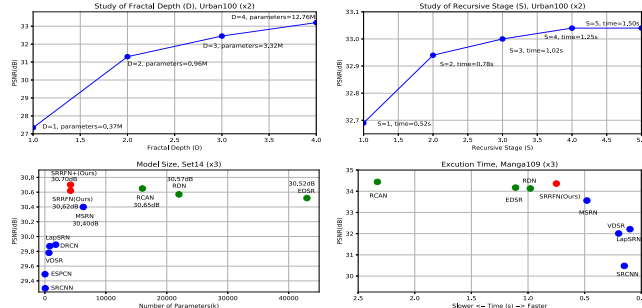 Study of Fractal Depth (D), Urban100 (x2)
33
32
31
30
29
28
27
PSNR(dB)
D=4, parameters=12.76M
D=3, parameters=3.32M
D=2, parameters=0.96M
D=1, parameters=0.37M
1.0
1.5
2.0
2.5
3.0
3.5
4.0
Fractal Depth (D)
Study of Recursive Stage (S), Urban100 (x2)
33.0
32.9
32.8
32.7
PSNR(dB)
S=5, time=1.50s
S=4, time=1.25s
S=3, time=1.02s
S=2, time=0.78s
S=1, time=0.52s
1.0
1.5
2.0
2.5
3.0
3.5
4.0
4.5
5.0
Recursive Stage (S)
Model Size, Set14 (x3)
30.8
30.6
30.4
30.2
30.0
29.8
29.6
29.4
PSNR(dB)
SRRFN+(Ours)
30.70dB
SRRFN(Ours)
30.62dB
MSRN
30.40dB
RCAN
30.65dB
30.57dB
RDN
30.52dB
EDSR
LapSRN
DRCN
VDSR
ESPCN
SRCNN
0
10000
20000
30000
40000
Number of Parameters(k)
Excution Time, Manga109 (x3)
35
34
33
32
31
30
PSNR(dB)
RCAN
RDN
EDSR
SRRFN(Ours)
MSRN
VDSR
LapSRN
SRCNN
2.5
2.0
1.5
1.0
0.5
0.0
Slower <-- Time (s) --> Faster